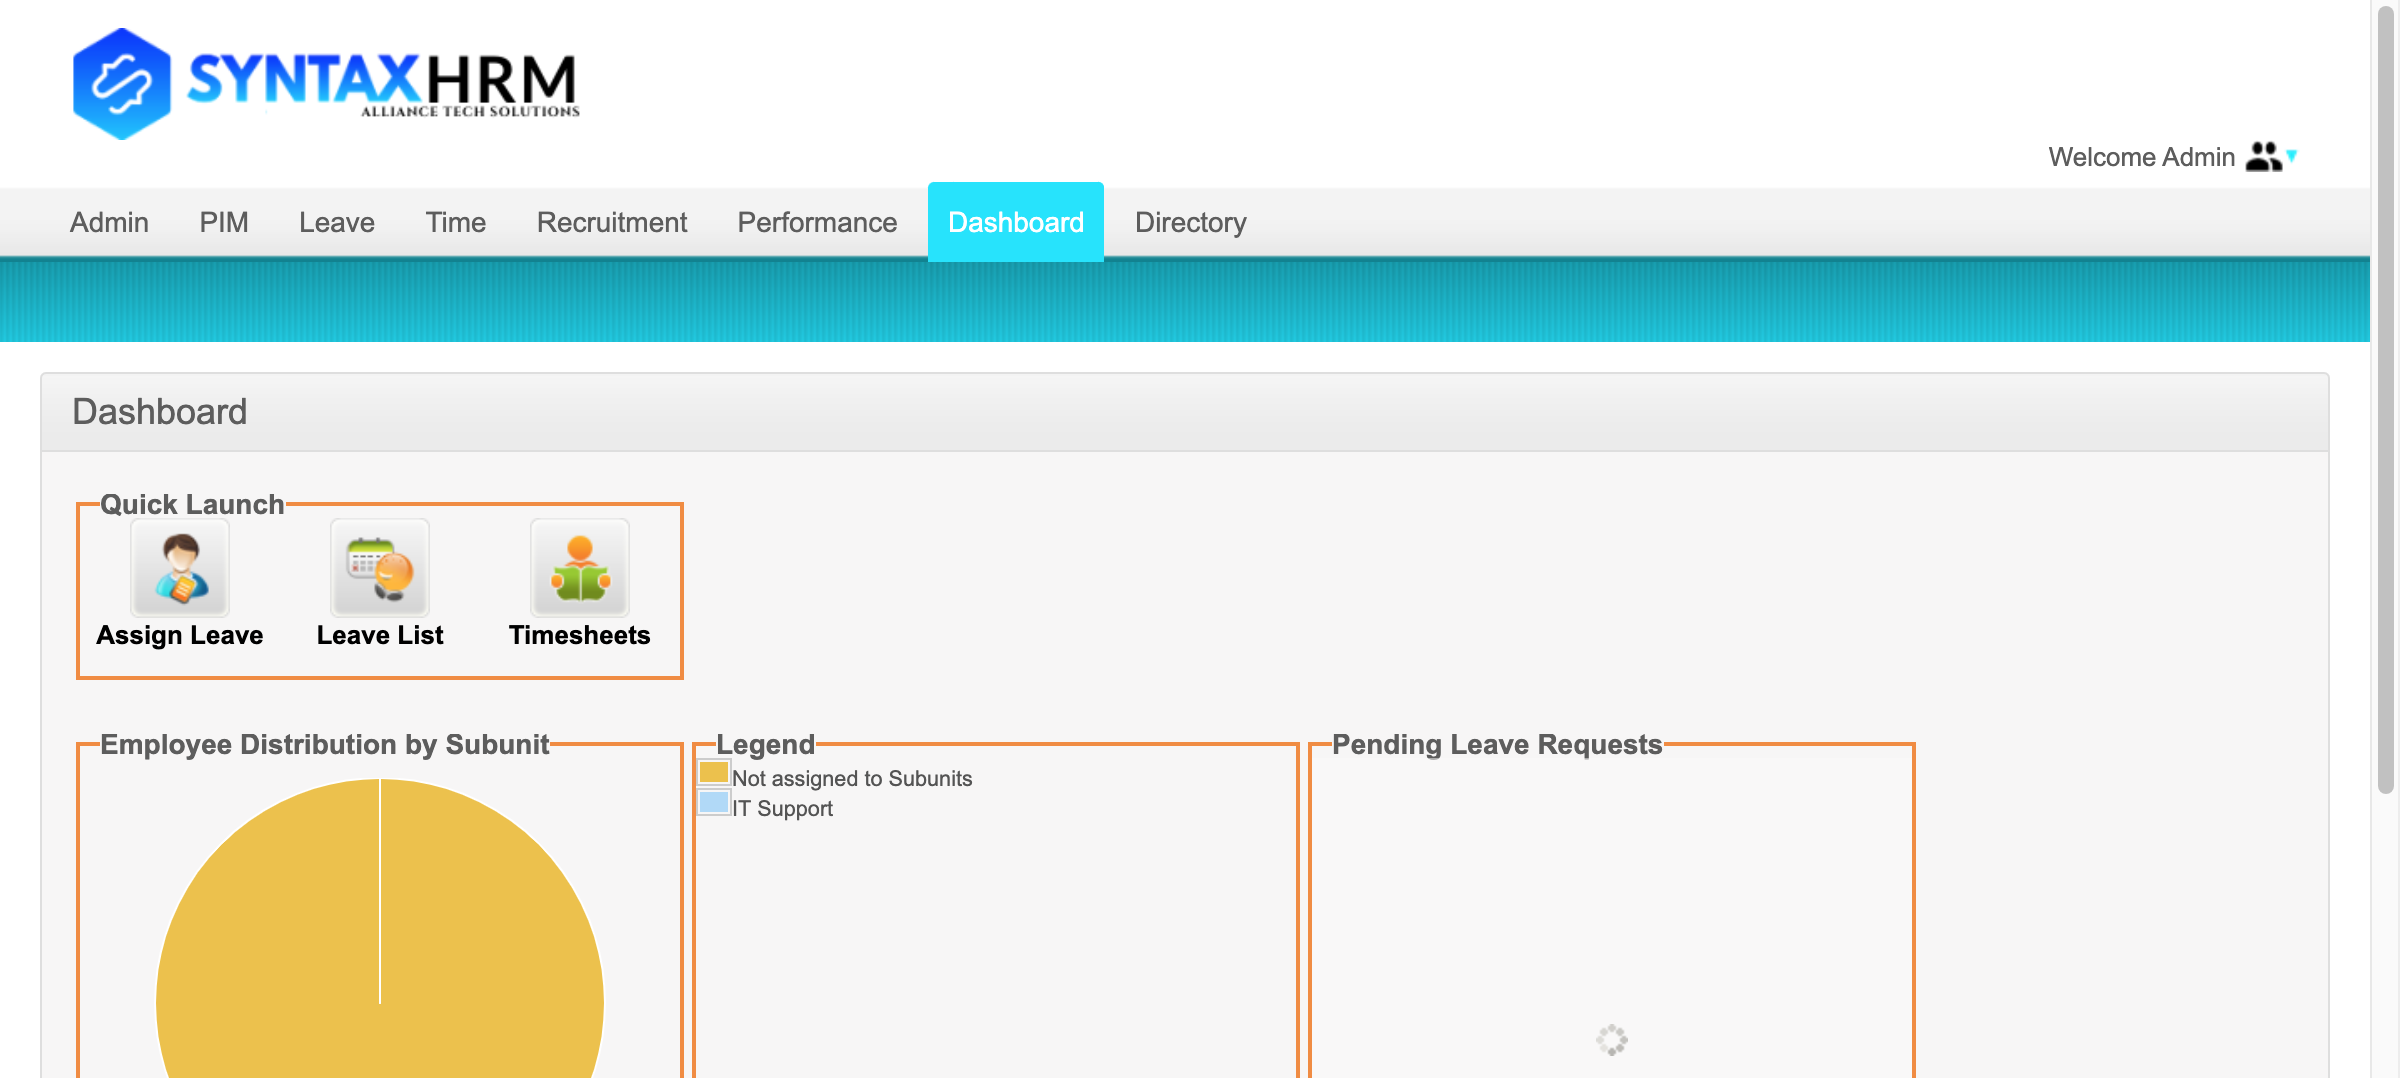 SYNTAXHRM
ALLIANCE TECH SOLUTIONS
Welcome Admin
Admin PIM Leave Time Recruitment Performance Dashboard Directory
Dashboard
Quick Launch
Assign Leave Leave List Timesheets
Employee Distribution by Subunit
Legend
Not assigned to Subunits
IT Support
Pending Leave Requests